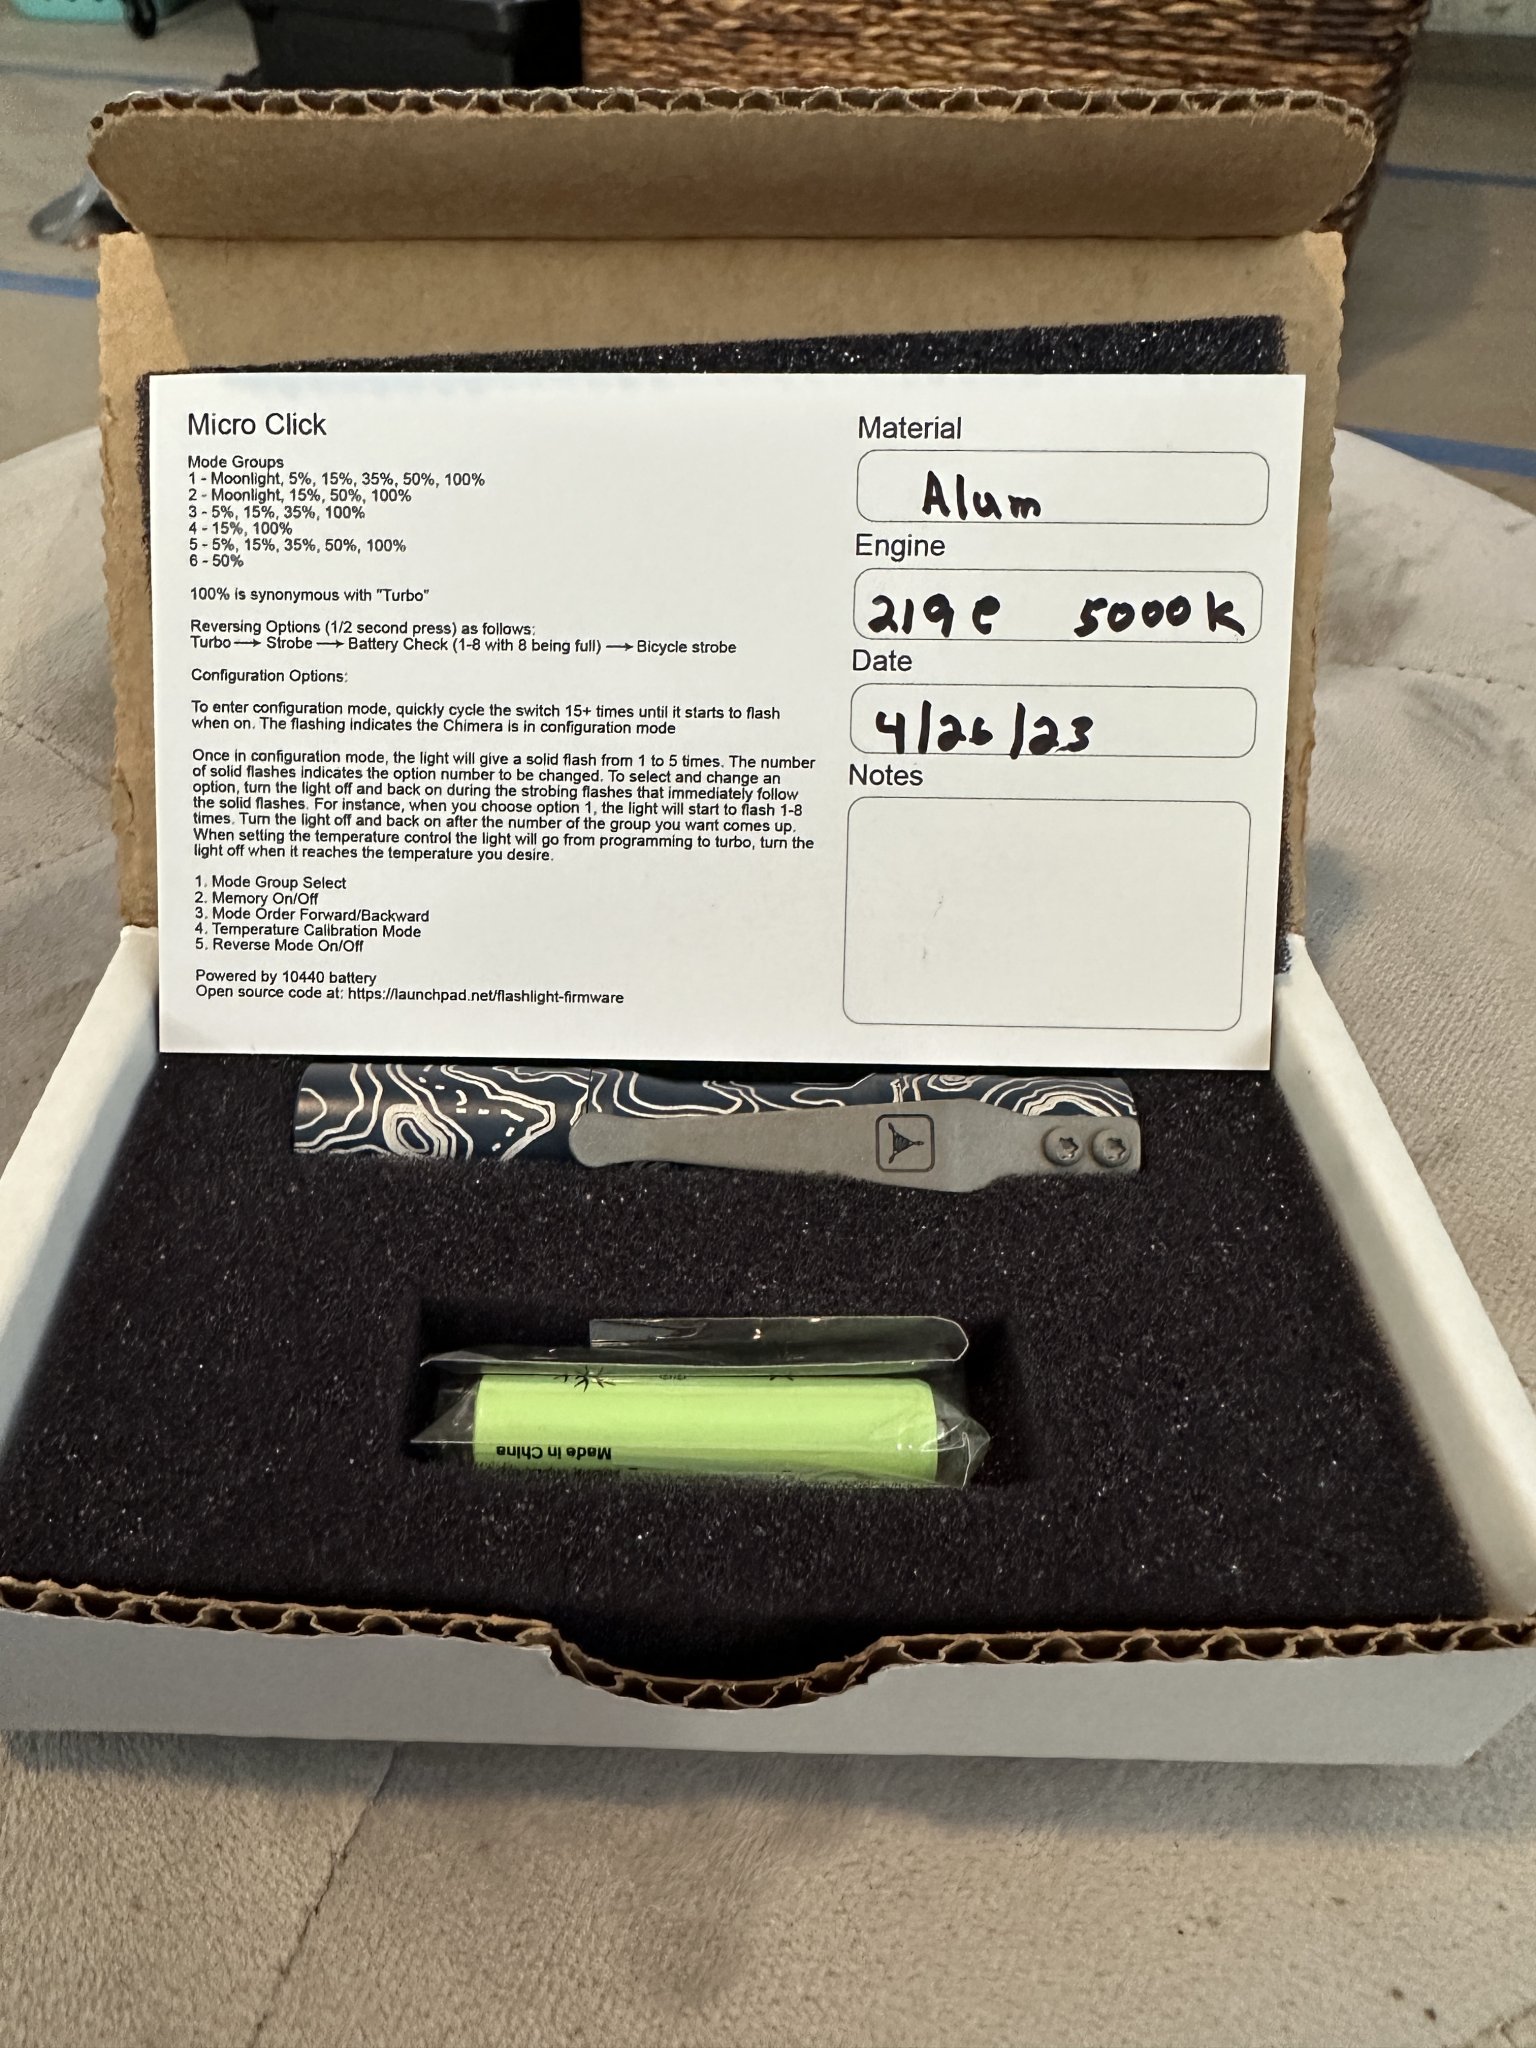 Micro Click
Mode Groups
1 - Moonlight, 5%, 15%, 35%, 50%, 100%
2 - Moonlight, 15%, 50%, 100%
3 - 5%, 15%, 35%, 100%
4 - 15%, 100%
5 - 5%, 15%, 35%, 50%, 100%
6 - 50%
100% is synonymous with "Turbo"
Reversing Options (1/2 second press) as follows:
Turbo → Strobe → Battery Check (1-8 with 8 being full) → Bicycle strobe
Configuration Options:
To enter configuration mode, quickly cycle the switch 15+ times until it starts to flash
when on. The flashing indicates the Chimera is in configuration mode
Once in configuration mode, the light will give a solid flash from 1 to 5 times. The number
of solid flashes indicates the option number to be changed. To select and change an
option, turn the light off and back on during the strobing flashes that immediately follow
the solid flashes. For instance, when you choose option 1, the light will start to flash 1-8
times. Turn the light off and back on after the number of the group you want comes up.
When setting the temperature control the light will go from programming to turbo, turn the
light off when it reaches the temperature you desire.
1. Mode Group Select
2. Memory On/Off
3. Mode Order Forward/Backward
4. Temperature Calibration Mode
5. Reverse Mode On/Off
Powered by 10440 battery
Open source code at: https://launchpad.net/flashlight-firmware
Material
Alum
Engine
219c 5000K
Date
4/26/23
Notes
Made in China